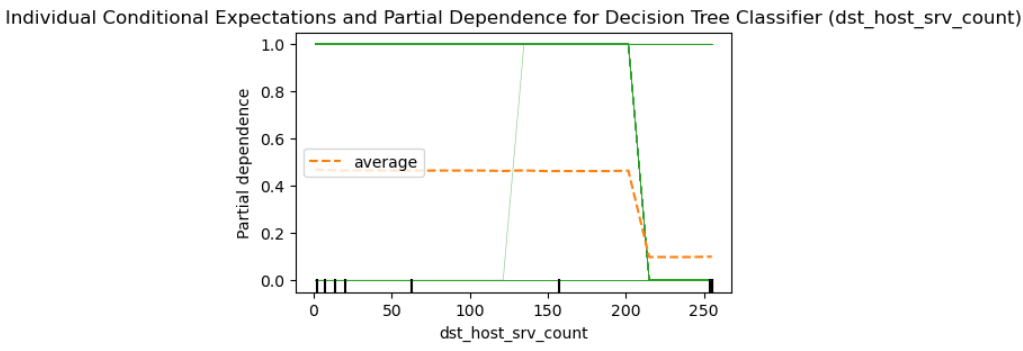 Individual Conditional Expectations and Partial Dependence for Decision Tree Classifier (dst_host_srv_count)
1.0
0.8
0.6
0.4
0.2
0.0
Partial dependence
average
0 50 100 150 200 250
dst_host_srv_count